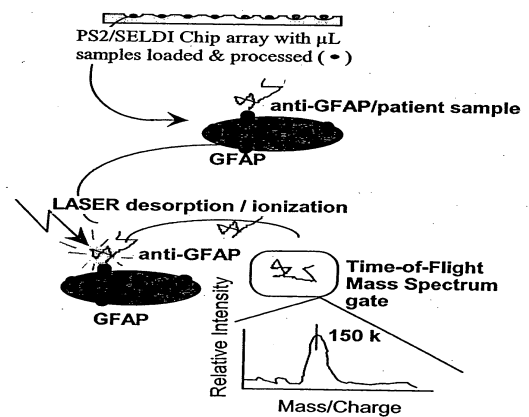 PS2/SELDI Chip array with μL
samples loaded & processed ( • )
anti-GFAP/patient sample
GFAP
LASER desorption / ionization
anti-GFAP
GFAP
Time-of-Flight
Mass Spectrum
gate
Relative Intensity
150 k
Mass/Charge